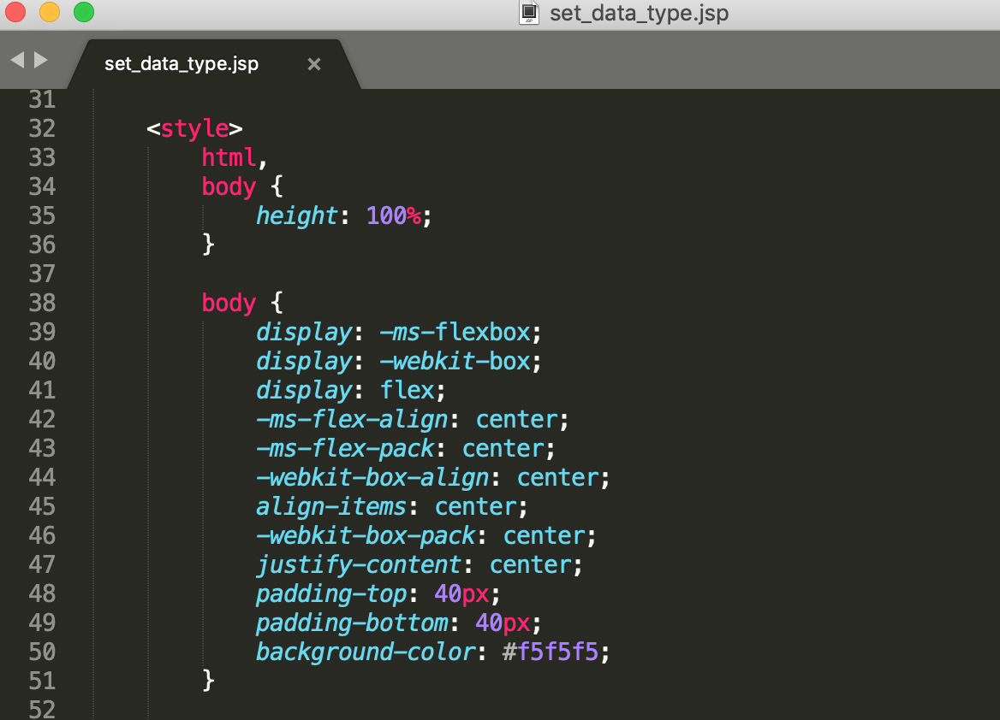 set_data_type.jsp
set_data_type.jsp ×
31
32 <style>
33 html,
34 body {
35 height: 100%;
36 }
37
38 body {
39 display: -ms-flexbox;
40 display: -webkit-box;
41 display: flex;
42 -ms-flex-align: center;
43 -ms-flex-pack: center;
44 -webkit-box-align: center;
45 align-items: center;
46 -webkit-box-pack: center;
47 justify-content: center;
48 padding-top: 40px;
49 padding-bottom: 40px;
50 background-color: #f5f5f5;
51 }
52